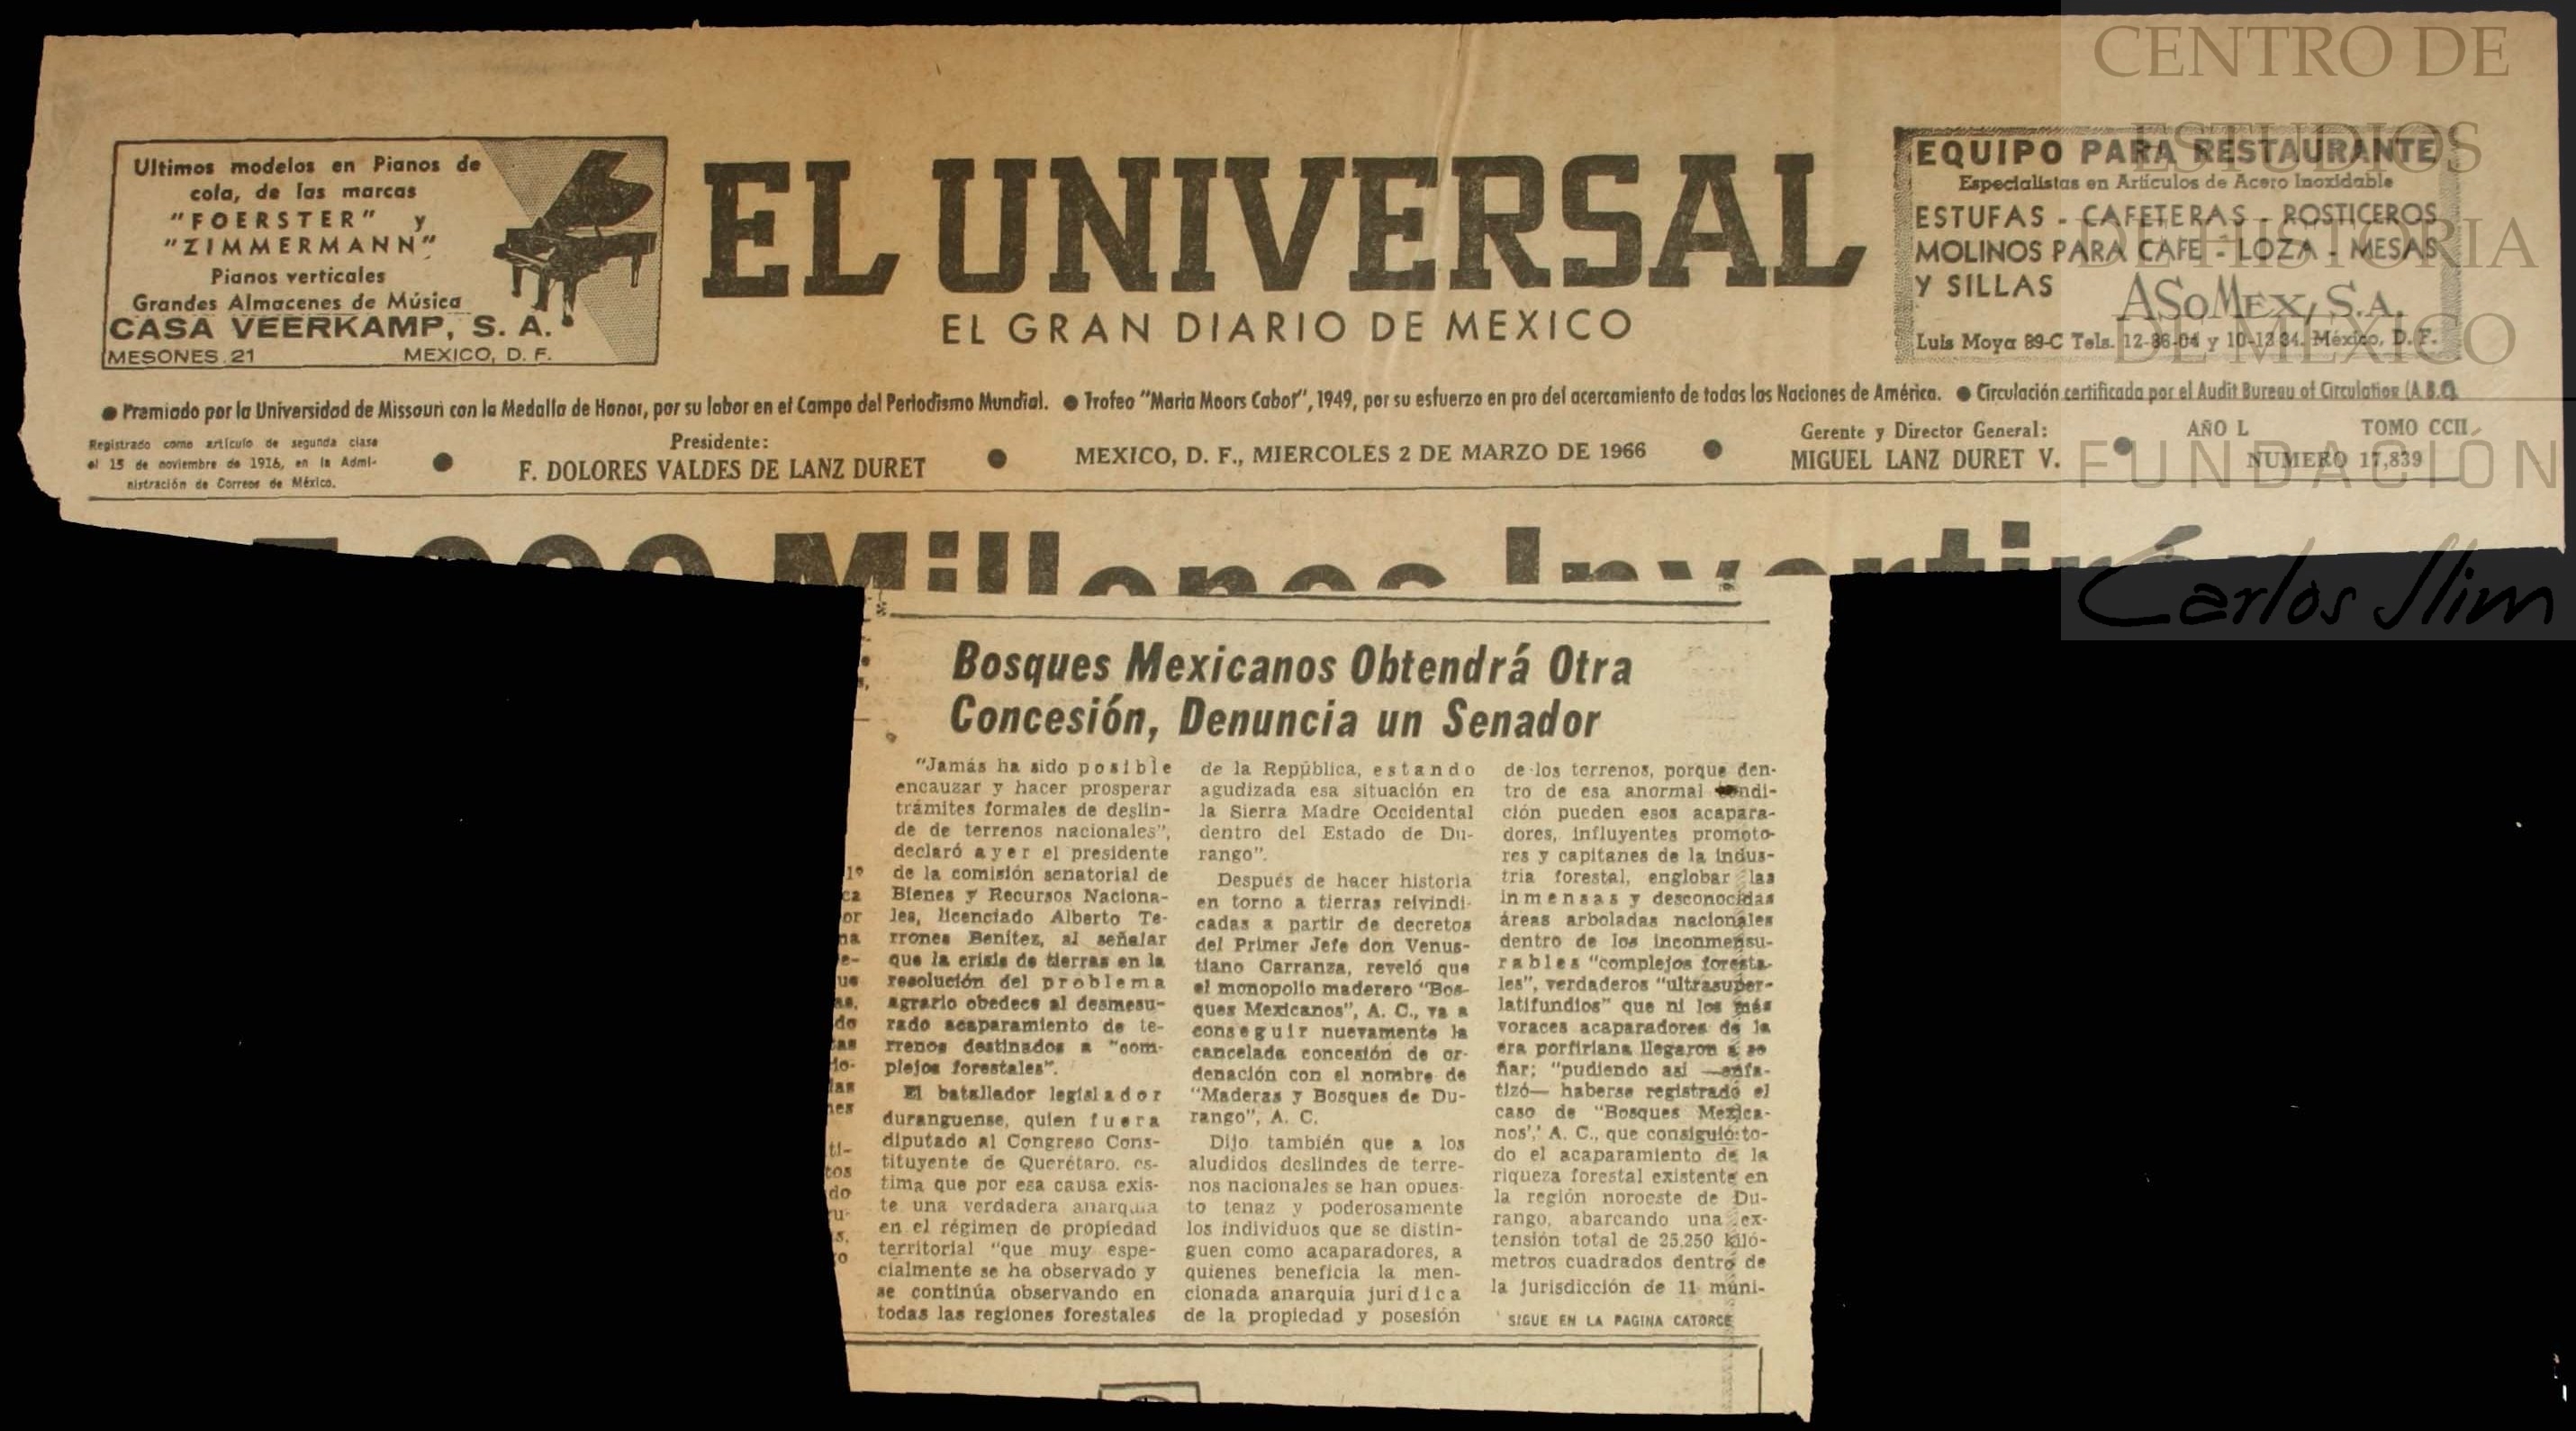 Ultimos modelos en Pianos de
cola, de las marcas
"FOERSTER" y
"ZIMMERMANN"
Pianos verticales
Grandes Almacenes de Música
CASA VEERKAMP, S. A.
MESONES 21 MEXICO, D. F.
EL UNIVERSAL
EL GRAN DIARIO DE MEXICO
EQUIPO PARA RESTAURANTE
Especialistas en Artículos de Acero Inoxidable
ESTUFAS - CAFETERAS - ROSTICEROS
MOLINOS PARA CAFE - LOZA - MESAS
Y SILLAS
ASOMEX, S.A.
Luis Moya 89-C Tels. 12-86-04 y 10-12-34. México, D. F.
CENTRO DE
ESTUDIOS
DE HISTORIA
DE MÉXICO
FUNDACIÓN
Carlos Slim
● Premiado por la Universidad de Missouri con la Medalla de Honor, por su labor en el Campo del Periodismo Mundial. ● Trofeo "Maria Moors Cabot", 1949, por su esfuerzo en pro del acercamiento de todas las Naciones de América. ● Circulación certificada por el Audit Bureau of Circulation (A.B.C).
Registrado como artículo de segunda clase
el 15 de noviembre de 1916, en la Admi-
nistración de Correos de México.
Presidente:
F. DOLORES VALDES DE LANZ DURET
MEXICO, D. F., MIERCOLES 2 DE MARZO DE 1966
Gerente y Director General:
MIGUEL LANZ DURET V.
AÑO L TOMO CCII
NUMERO 17,839
Millones Invertirá
Bosques Mexicanos Obtendrá Otra
Concesión, Denuncia un Senador
"Jamás ha sido posible
encauzar y hacer prosperar
trámites formales de deslin-
de de terrenos nacionales",
declaró ayer el presidente
de la comisión senatorial de
Bienes y Recursos Naciona-
les, licenciado Alberto Te-
rrones Benítez, al señalar
que la crisis de tierras en la
resolución del problema
agrario obedece al desmesu-
rado acaparamiento de te-
rrenos destinados a "com-
plejos forestales".
El batallador legislador
duranguense, quien fuera
diputado al Congreso Cons-
tituyente de Querétaro, es-
tima que por esa causa exis-
te una verdadera anarquía
en el régimen de propiedad
territorial "que muy espe-
cialmente se ha observado y
se continúa observando en
todas las regiones forestales
de la República, estando
agudizada esa situación en
la Sierra Madre Occidental
dentro del Estado de Du-
rango".
Después de hacer historia
en torno a tierras reivindi-
cadas a partir de decretos
del Primer Jefe don Venus-
tiano Carranza, reveló que
el monopolio maderero "Bos-
ques Mexicanos", A. C., va a
conseguir nuevamente la
cancelada concesión de or-
denación con el nombre de
"Maderas y Bosques de Du-
rango", A. C.
Dijo también que a los
aludidos deslindes de terre-
nos nacionales se han opues-
to tenaz y poderosamente
los individuos que se distin-
guen como acaparadores, a
quienes beneficia la men-
cionada anarquía jurídica
de la propiedad y posesión
de los terrenos, porque den-
tro de esa anormal condi-
ción pueden esos acapara-
dores, influyentes promoto-
res y capitanes de la indus-
tria forestal, englobar las
inmensas y desconocidas
áreas arboladas nacionales
dentro de los inconmensu-
rables "complejos foresta-
les", verdaderos "ultrasuper-
latifundios" que ni los más
voraces acaparadores de la
era porfiriana llegaron a so
ñar; "pudiendo así —enfa-
tizó— haberse registrado el
caso de "Bosques Mexica-
nos", A. C., que consiguió to-
do el acaparamiento de la
riqueza forestal existente en
la región noroeste de Du-
rango, abarcando una ex-
tensión total de 25.250 kiló-
metros cuadrados dentro de
la jurisdicción de 11 muni-
SIGUE EN LA PAGINA CATORCE